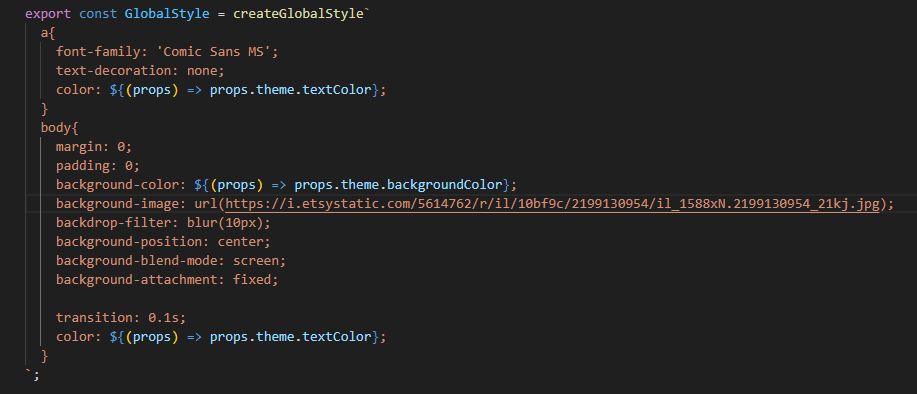 export const GlobalStyle = createGlobalStyle`
a{
font-family: 'Comic Sans MS';
text-decoration: none;
color: ${(props) => props.theme.textColor};
}
body{
margin: 0;
padding: 0;
background-color: ${(props) => props.theme.backgroundColor};
background-image: url(https://i.etsystatic.com/5614762/r/il/10bf9c/2199130954/il_1588xN.2199130954_21kj.jpg);
backdrop-filter: blur(10px);
background-position: center;
background-blend-mode: screen;
background-attachment: fixed;
transition: 0.1s;
color: ${(props) => props.theme.textColor};
}
`;